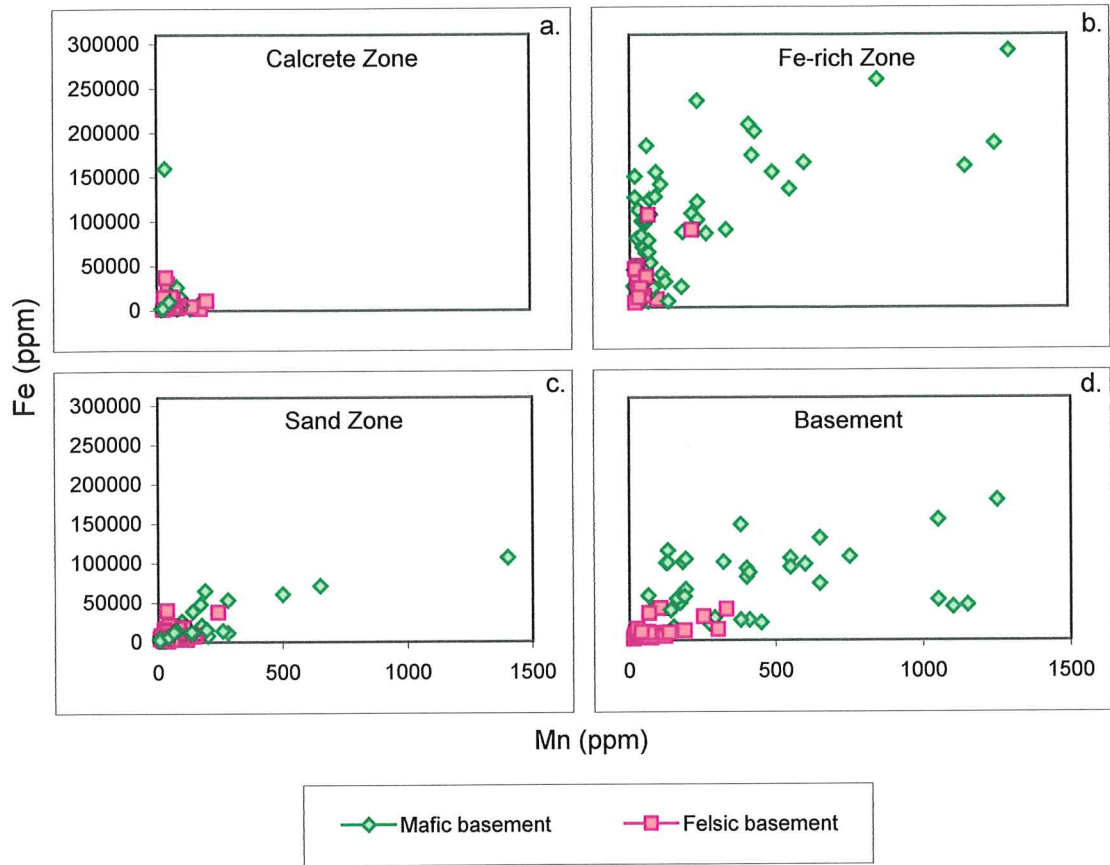 a.
Calcrete Zone
300000
250000
200000
150000
100000
50000
0
b.
Fe-rich Zone
Fe (ppm)
c.
Sand Zone
300000
250000
200000
150000
100000
50000
0
0 500 1000 1500
d.
Basement
0 500 1000 1500
Mn (ppm)
Mafic basement Felsic basement